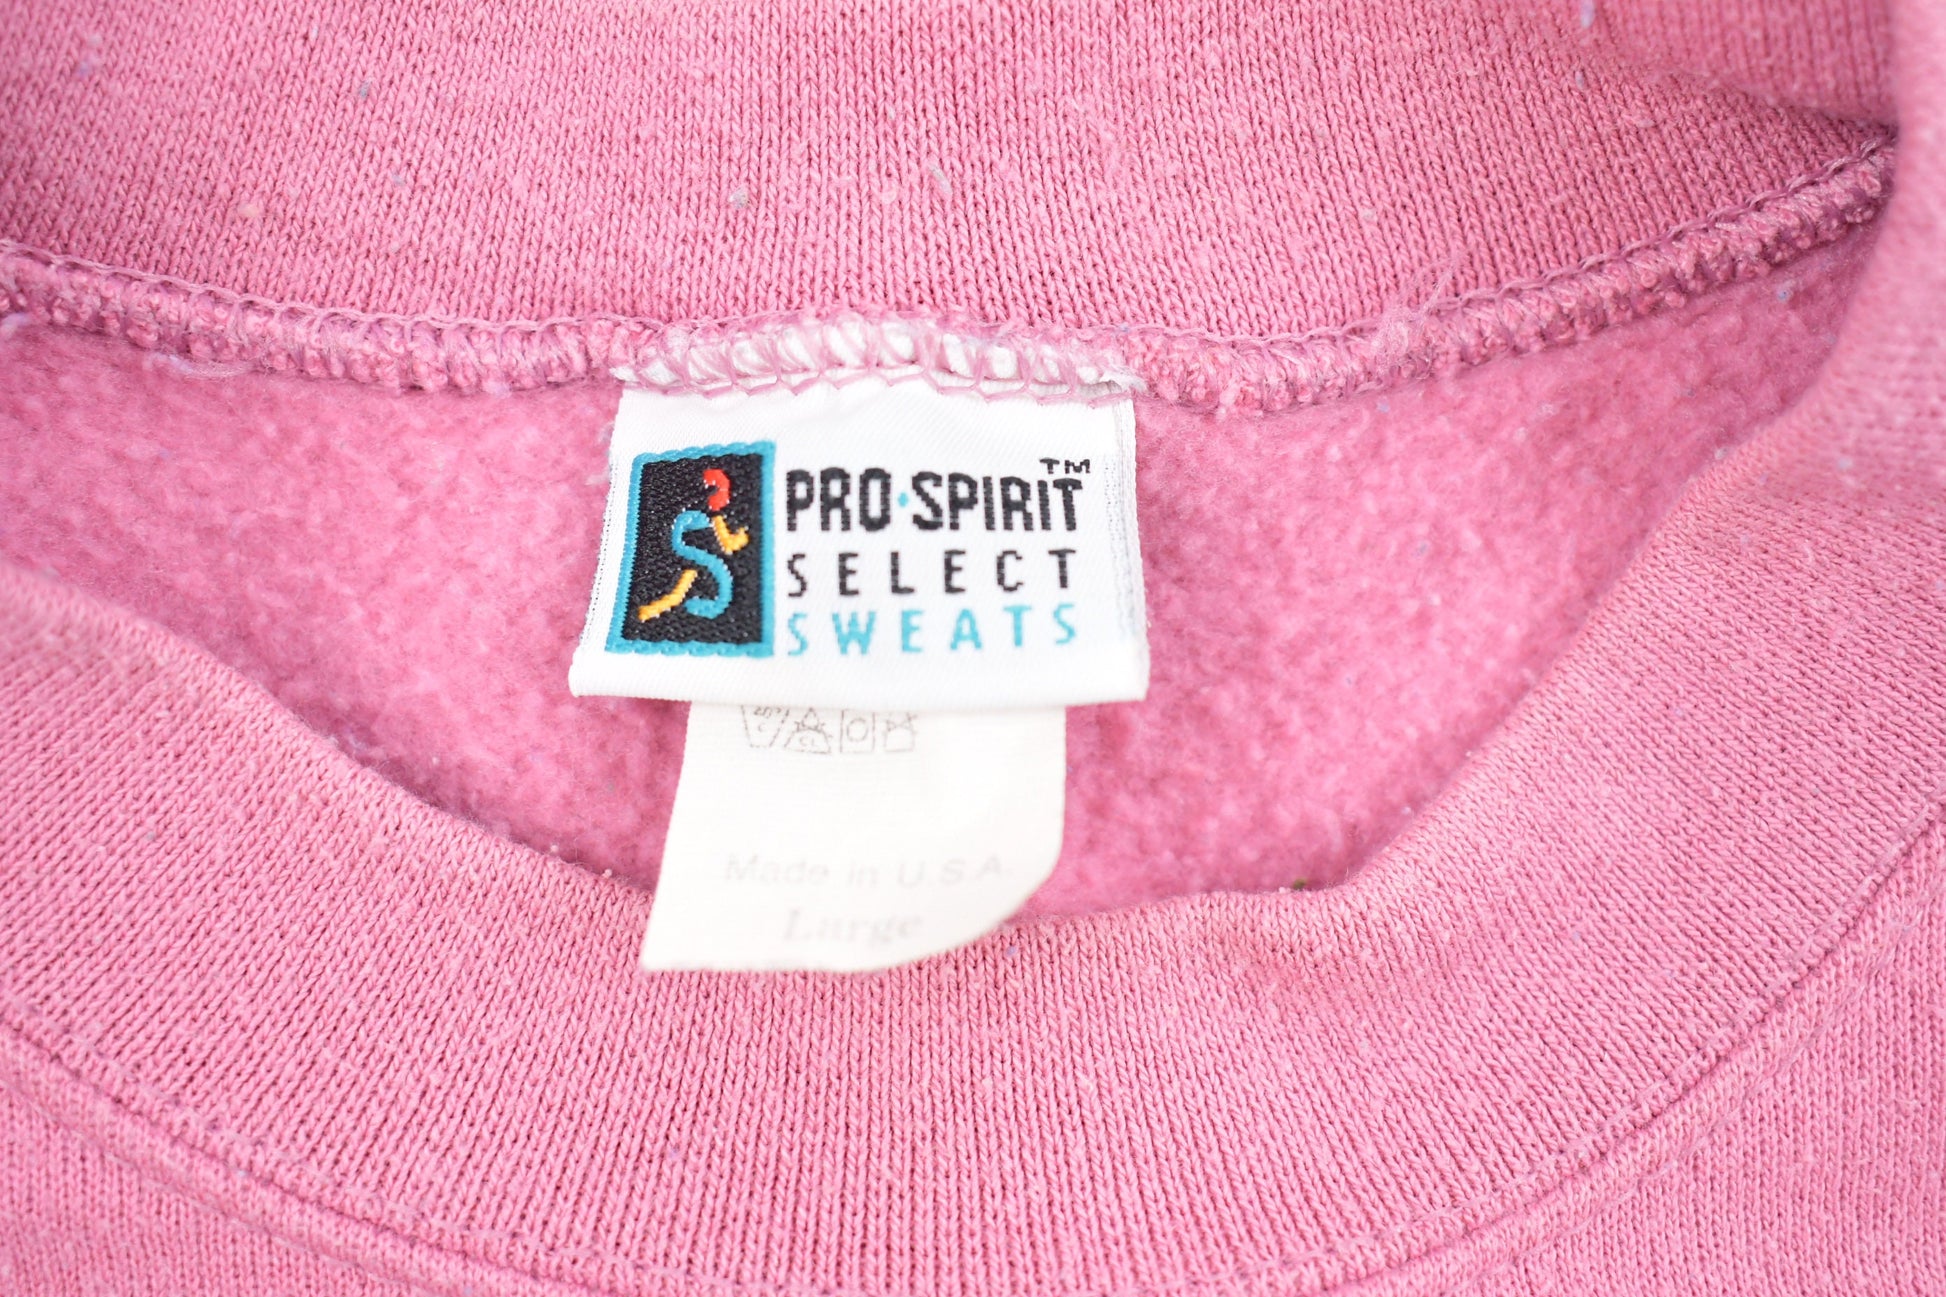 PRO·SPIRIT™
SELECT
SWEATS
Made in U.S.A.
Large